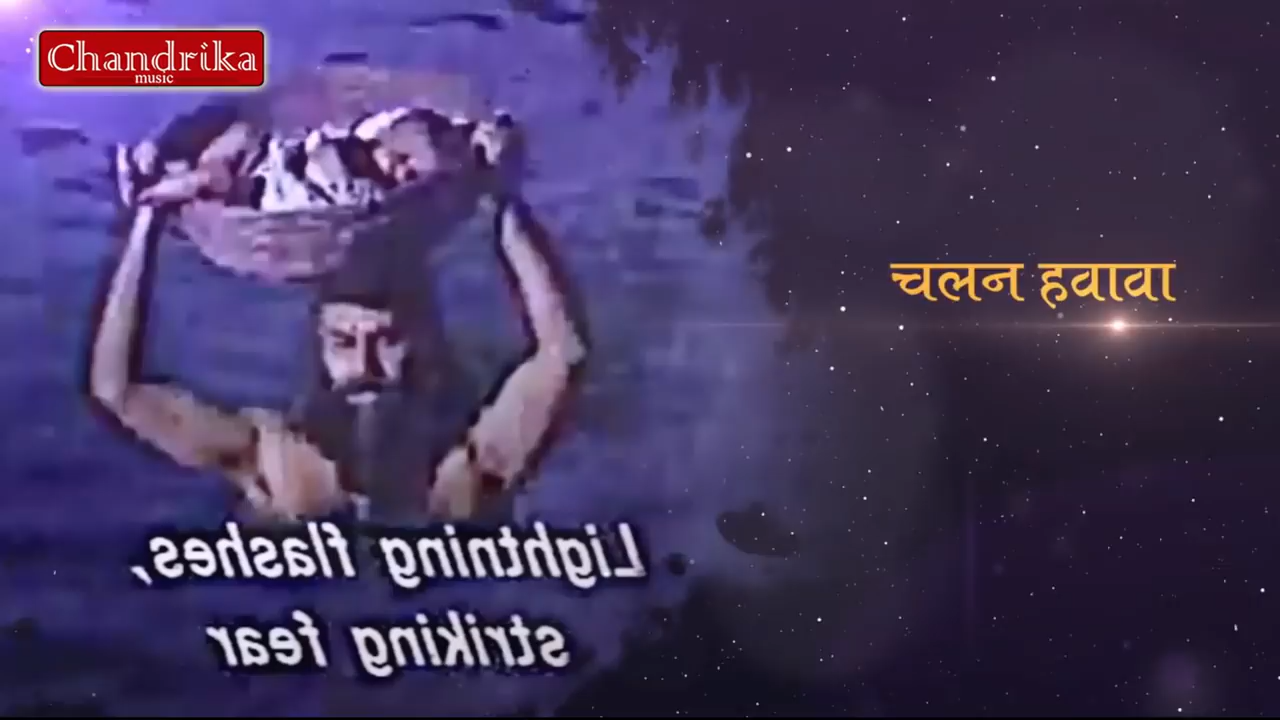 Chandrika
music
चलन हवावा
Lightning flashes,
striking fear